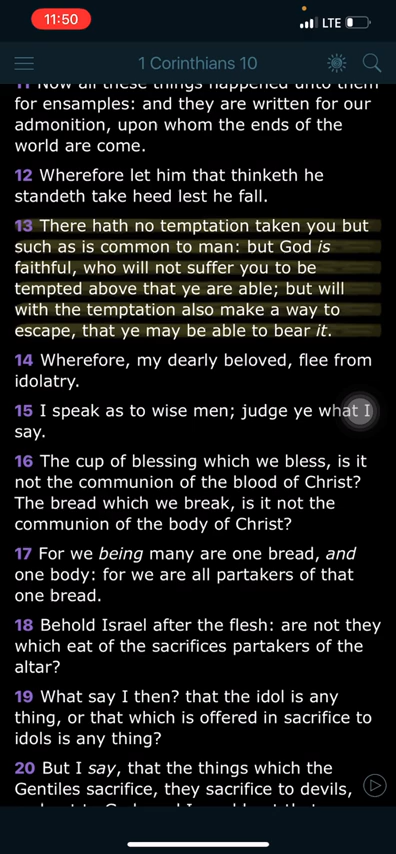 11:50
LTE
1 Corinthians 10
11 Now all these things happened unto them
for ensamples: and they are written for our
admonition, upon whom the ends of the
world are come.
12 Wherefore let him that thinketh he
standeth take heed lest he fall.
13 There hath no temptation taken you but
such as is common to man: but God is
faithful, who will not suffer you to be
tempted above that ye are able; but will
with the temptation also make a way to
escape, that ye may be able to bear it.
14 Wherefore, my dearly beloved, flee from
idolatry.
15 I speak as to wise men; judge ye what I
say.
16 The cup of blessing which we bless, is it
not the communion of the blood of Christ?
The bread which we break, is it not the
communion of the body of Christ?
17 For we being many are one bread, and
one body: for we are all partakers of that
one bread.
18 Behold Israel after the flesh: are not they
which eat of the sacrifices partakers of the
altar?
19 What say I then? that the idol is any
thing, or that which is offered in sacrifice to
idols is any thing?
20 But I say, that the things which the
Gentiles sacrifice, they sacrifice to devils,